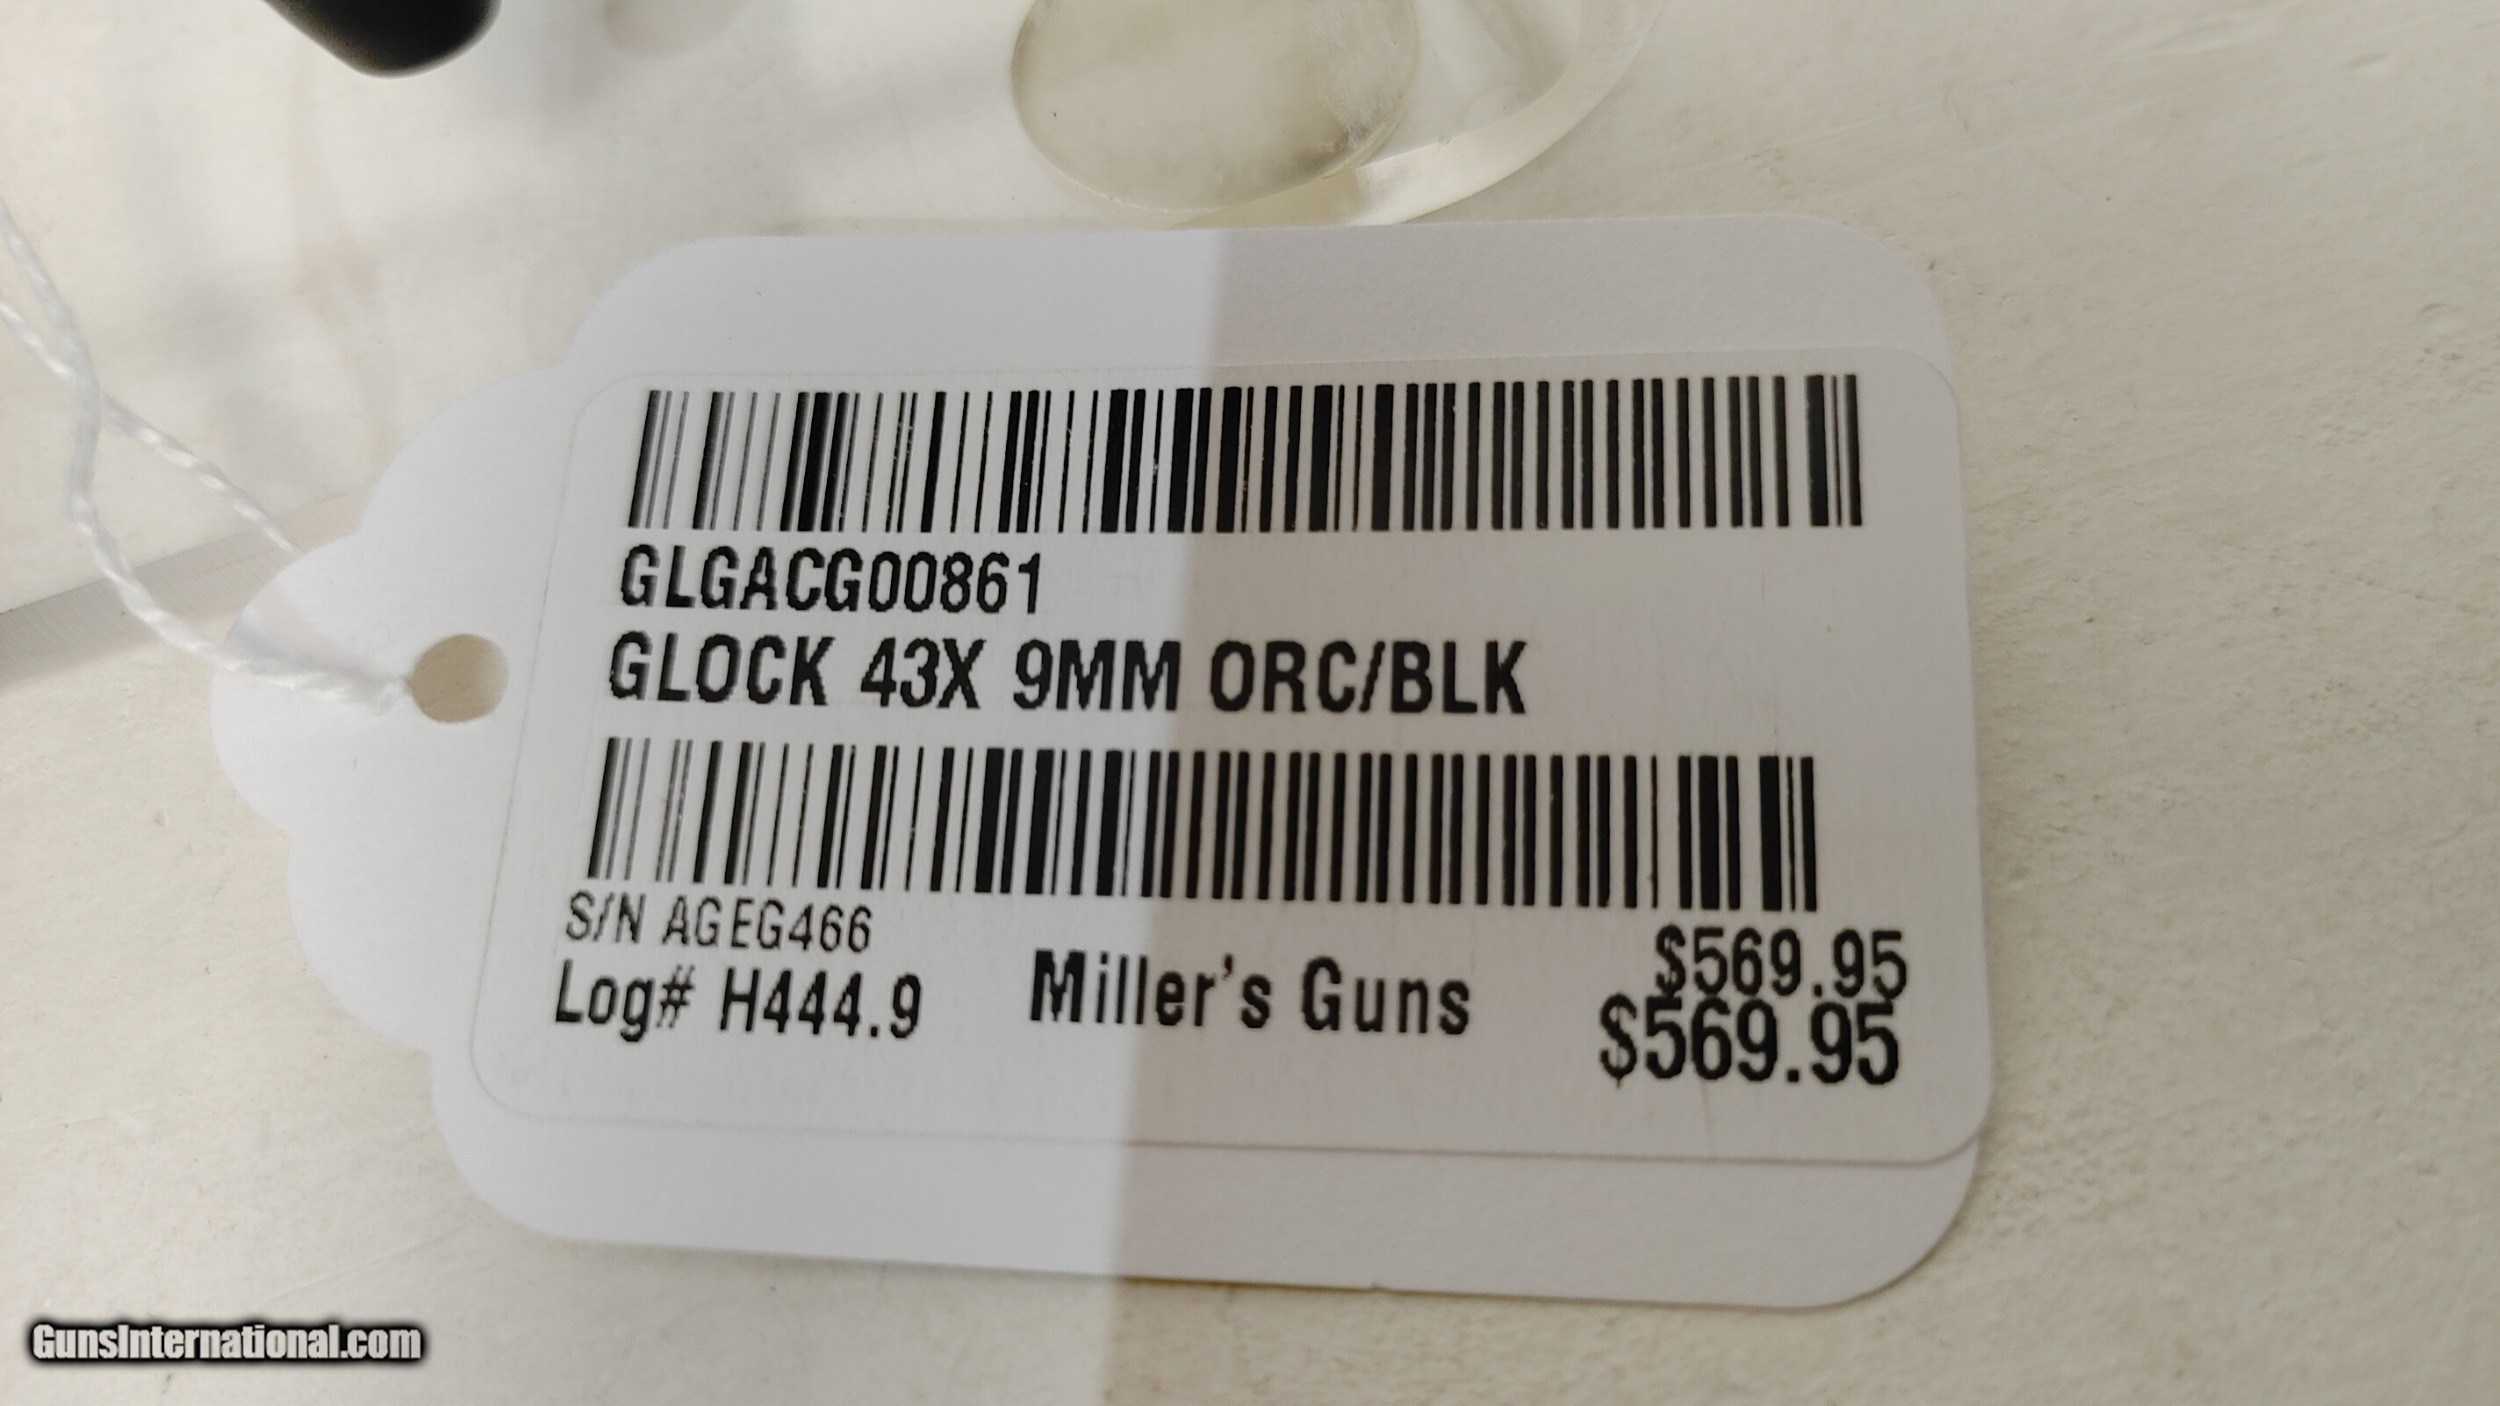 GLGACG00861
GLOCK 43X 9MM ORC/BLK
S/N AGEG466
$569.95
Log# H444.9 Miller's Guns
$569.95
GunsInternational.com